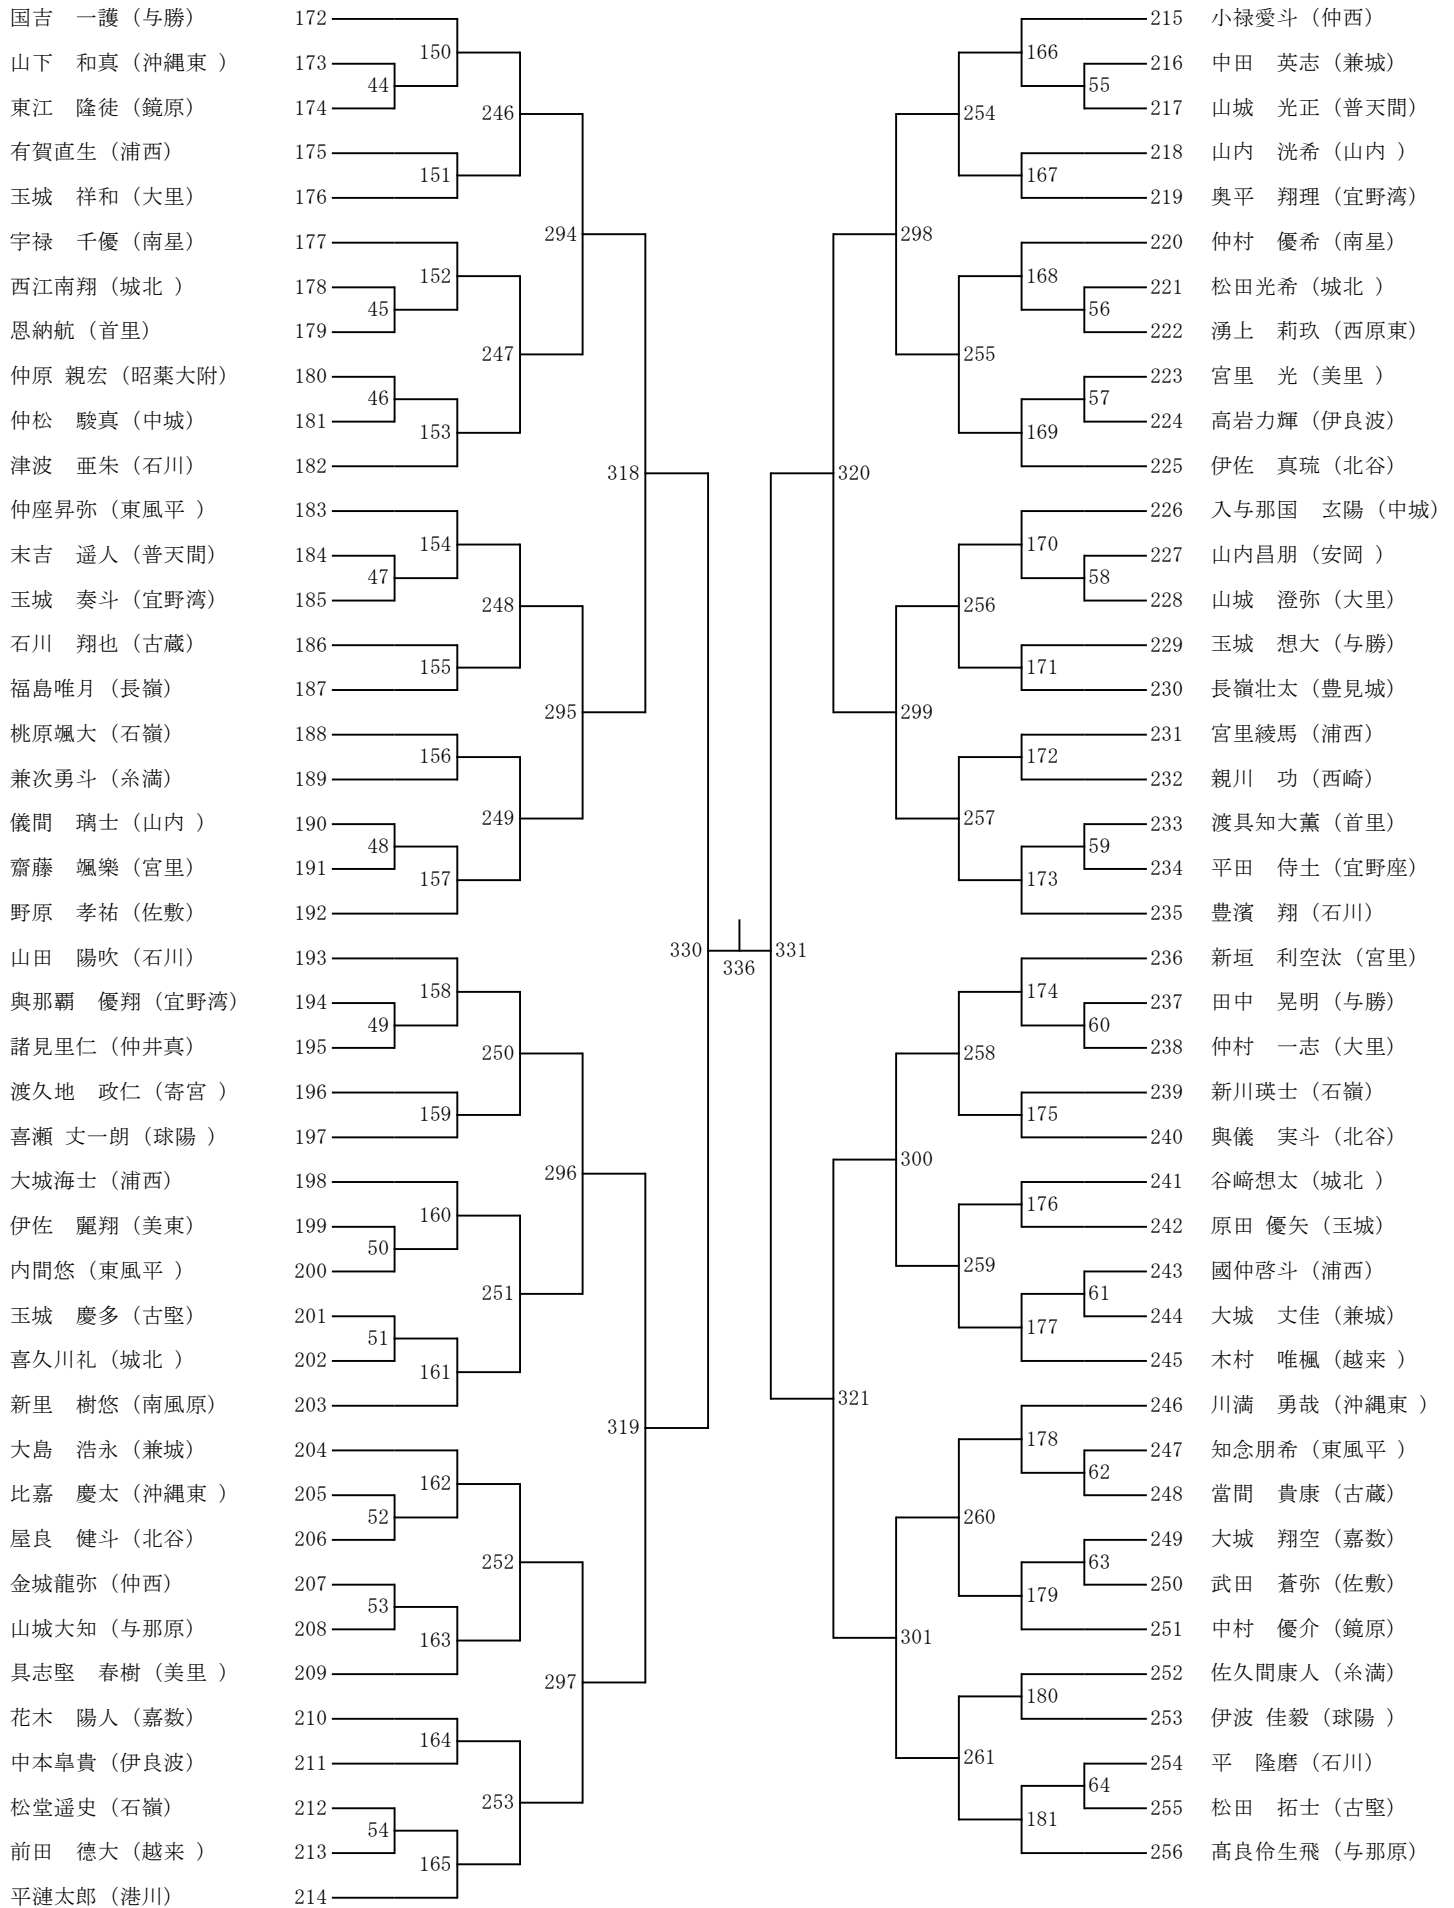 国吉　一護（与勝） 172
山下　和真（沖縄東 ） 173
東江　隆徒（鏡原） 174
有賀直生（浦西） 175
玉城　祥和（大里） 176
宇禄　千優（南星） 177
西江南翔（城北 ） 178
恩納航（首里） 179
仲原 親宏（昭薬大附） 180
仲松　駿真（中城） 181
津波　亜朱（石川） 182
仲座昇弥（東風平 ） 183
末吉　遥人（普天間） 184
玉城　奏斗（宜野湾） 185
石川　翔也（古蔵） 186
福島唯月（長嶺） 187
桃原颯大（石嶺） 188
兼次勇斗（糸満） 189
儀間　璃士（山内 ） 190
齋藤　颯樂（宮里） 191
野原　孝祐（佐敷） 192
山田　陽吹（石川） 193
與那覇　優翔（宜野湾） 194
諸見里仁（仲井真） 195
渡久地　政仁（寄宮 ） 196
喜瀬 丈一朗（球陽 ） 197
大城海士（浦西） 198
伊佐　麗翔（美東） 199
内間悠（東風平 ） 200
玉城　慶多（古堅） 201
喜久川礼（城北 ） 202
新里　樹悠（南風原） 203
大島　浩永（兼城） 204
比嘉　慶太（沖縄東 ） 205
屋良　健斗（北谷） 206
金城龍弥（仲西） 207
山城大知（与那原） 208
具志堅　春樹（美里 ） 209
花木　陽人（嘉数） 210
中本皐貴（伊良波） 211
松堂遥史（石嶺） 212
前田　德大（越来 ） 213
平漣太郎（港川） 214
44
45
46
47
48
49
50
51
52
53
54
150
151
152
153
154
155
156
157
158
159
160
161
162
163
164
165
246
247
248
249
250
251
252
253
294
295
296
297
318
319
330
336
331
320
321
298
299
300
301
254
255
256
257
258
259
260
261
166
167
168
169
170
171
172
173
174
175
176
177
178
179
180
181
55
56
57
58
59
60
61
62
63
64
215 小禄愛斗（仲西）
216 中田　英志（兼城）
217 山城　光正（普天間）
218 山内　洸希（山内 ）
219 奥平　翔理（宜野湾）
220 仲村　優希（南星）
221 松田光希（城北 ）
222 湧上　莉玖（西原東）
223 宮里　光（美里 ）
224 高岩力輝（伊良波）
225 伊佐　真琉（北谷）
226 入与那国　玄陽（中城）
227 山内昌朋（安岡 ）
228 山城　澄弥（大里）
229 玉城　想大（与勝）
230 長嶺壮太（豊見城）
231 宮里綾馬（浦西）
232 親川　功（西崎）
233 渡具知大薫（首里）
234 平田　侍土（宜野座）
235 豊濱　翔（石川）
236 新垣　利空汰（宮里）
237 田中　晃明（与勝）
238 仲村　一志（大里）
239 新川瑛士（石嶺）
240 與儀　実斗（北谷）
241 谷﨑想太（城北 ）
242 原田 優矢（玉城）
243 國仲啓斗（浦西）
244 大城　丈佳（兼城）
245 木村　唯楓（越来 ）
246 川満　勇哉（沖縄東 ）
247 知念朋希（東風平 ）
248 當間　貴康（古蔵）
249 大城　翔空（嘉数）
250 武田　蒼弥（佐敷）
251 中村　優介（鏡原）
252 佐久間康人（糸満）
253 伊波 佳毅（球陽 ）
254 平　隆磨（石川）
255 松田　拓士（古堅）
256 髙良伶生飛（与那原）